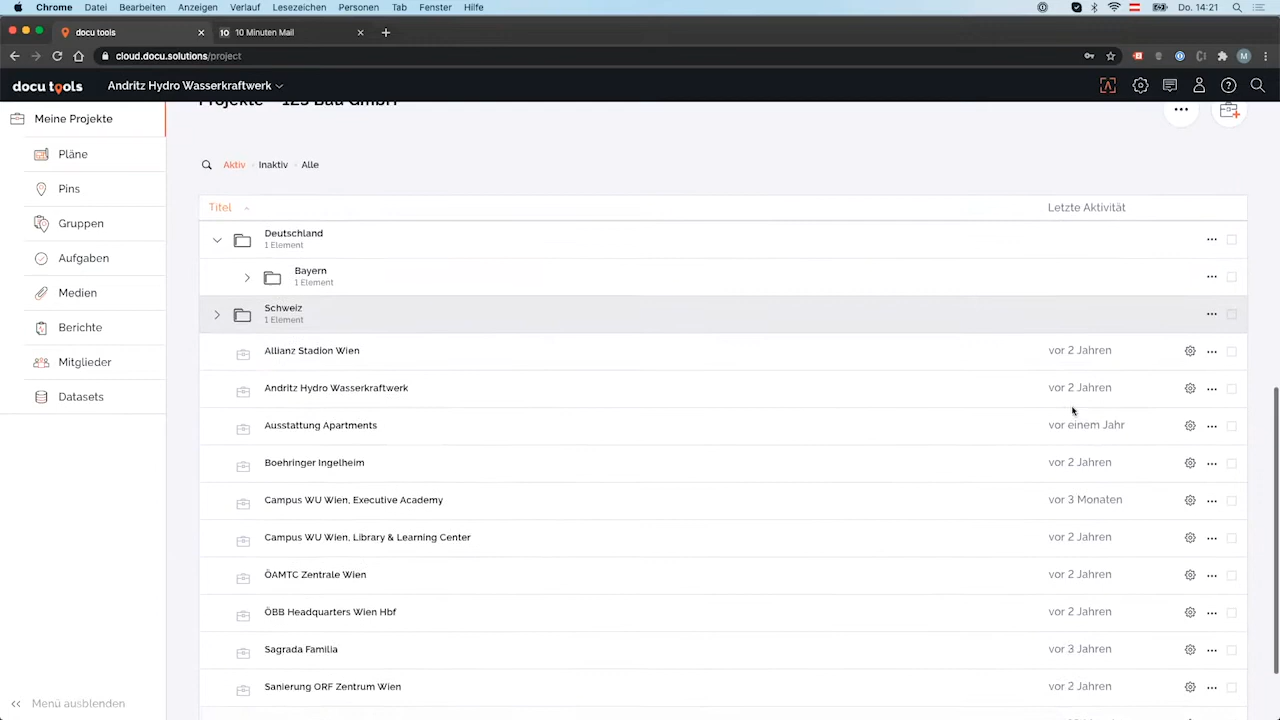 Chrome Datei Bearbeiten Anzeigen Verlauf Lesezeichen Personen Tab Fenster Hilfe Do. 14:21
docu tools 10 Minuten Mail
cloud.docu.solutions/project M
docu tools Andritz Hydro Wasserkraftwerk
Projekte - 123 Bau GmbH
Meine Projekte
Pläne
Pins
Gruppen
Aufgaben
Medien
Berichte
Mitglieder
Datasets
Menü ausblenden
Aktiv Inaktiv Alle
Titel Letzte Aktivität
Deutschland
1 Element
Bayern
1 Element
Schweiz
1 Element
Allianz Stadion Wien vor 2 Jahren
Andritz Hydro Wasserkraftwerk vor 2 Jahren
Ausstattung Apartments vor einem Jahr
Boehringer Ingelheim vor 2 Jahren
Campus WU Wien, Executive Academy vor 3 Monaten
Campus WU Wien, Library & Learning Center vor 2 Jahren
ÖAMTC Zentrale Wien vor 2 Jahren
ÖBB Headquarters Wien Hbf vor 2 Jahren
Sagrada Familia vor 3 Jahren
Sanierung ORF Zentrum Wien vor 2 Jahren